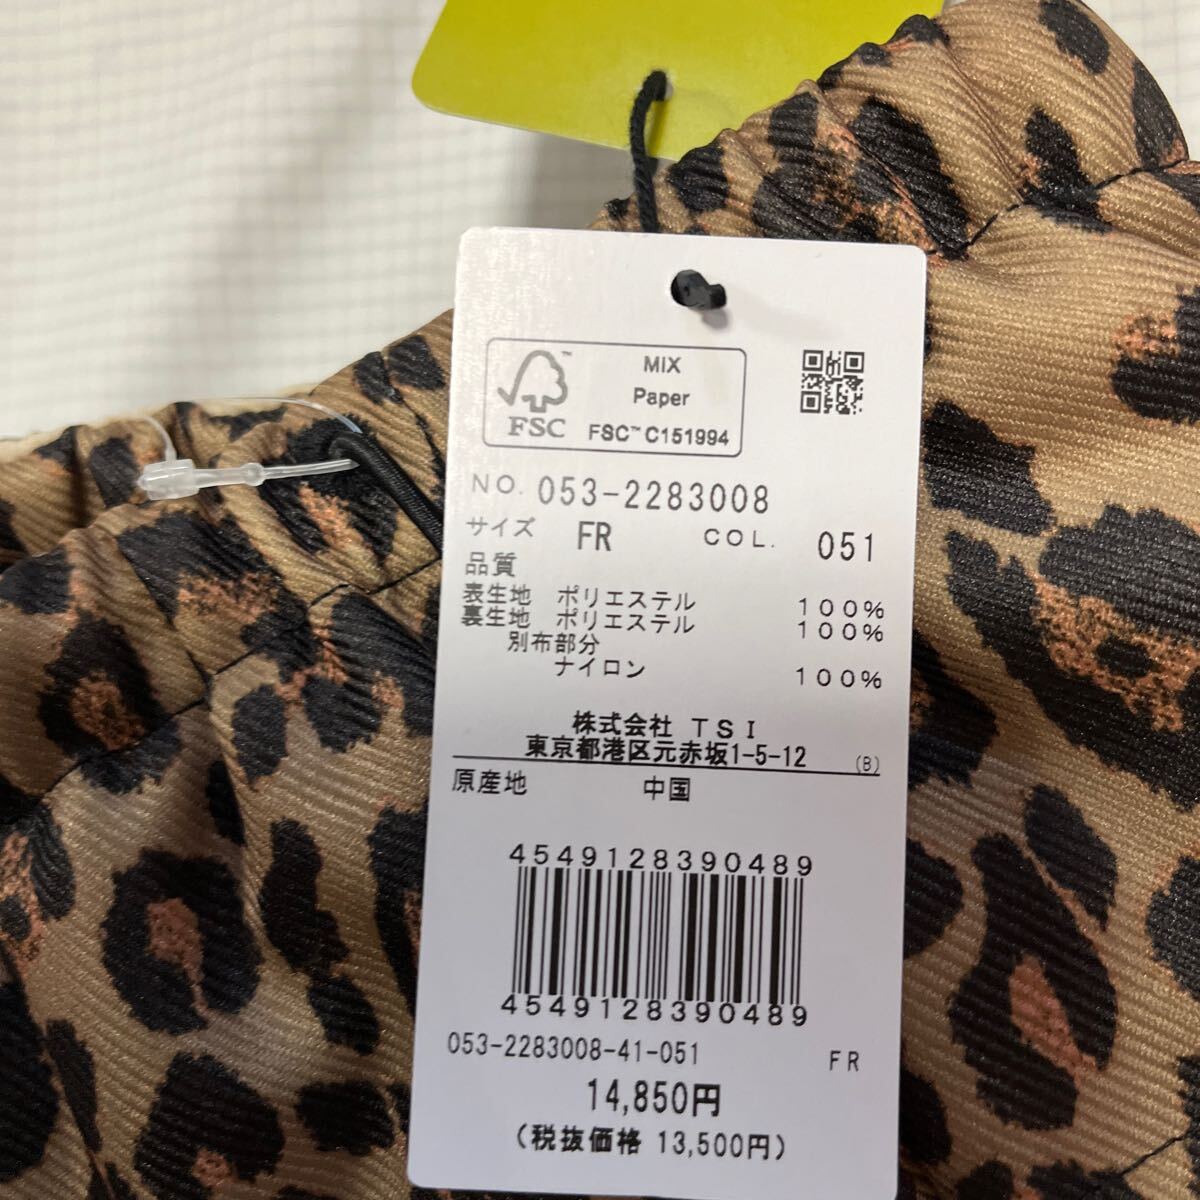 MIX
Paper
FSC™ C151994
FSC
NO. 053-2283008
サイズ FR COL. 051
品質
表生地 ポリエステル 100%
裏生地 ポリエステル 100%
別布部分
ナイロン 100%
株式会社 TSI
東京都港区元赤坂1-5-12 (B)
原産地 中国
4549128390489
4549128390489
053-2283008-41-051 FR
14,850円
(税抜価格 13,500円)